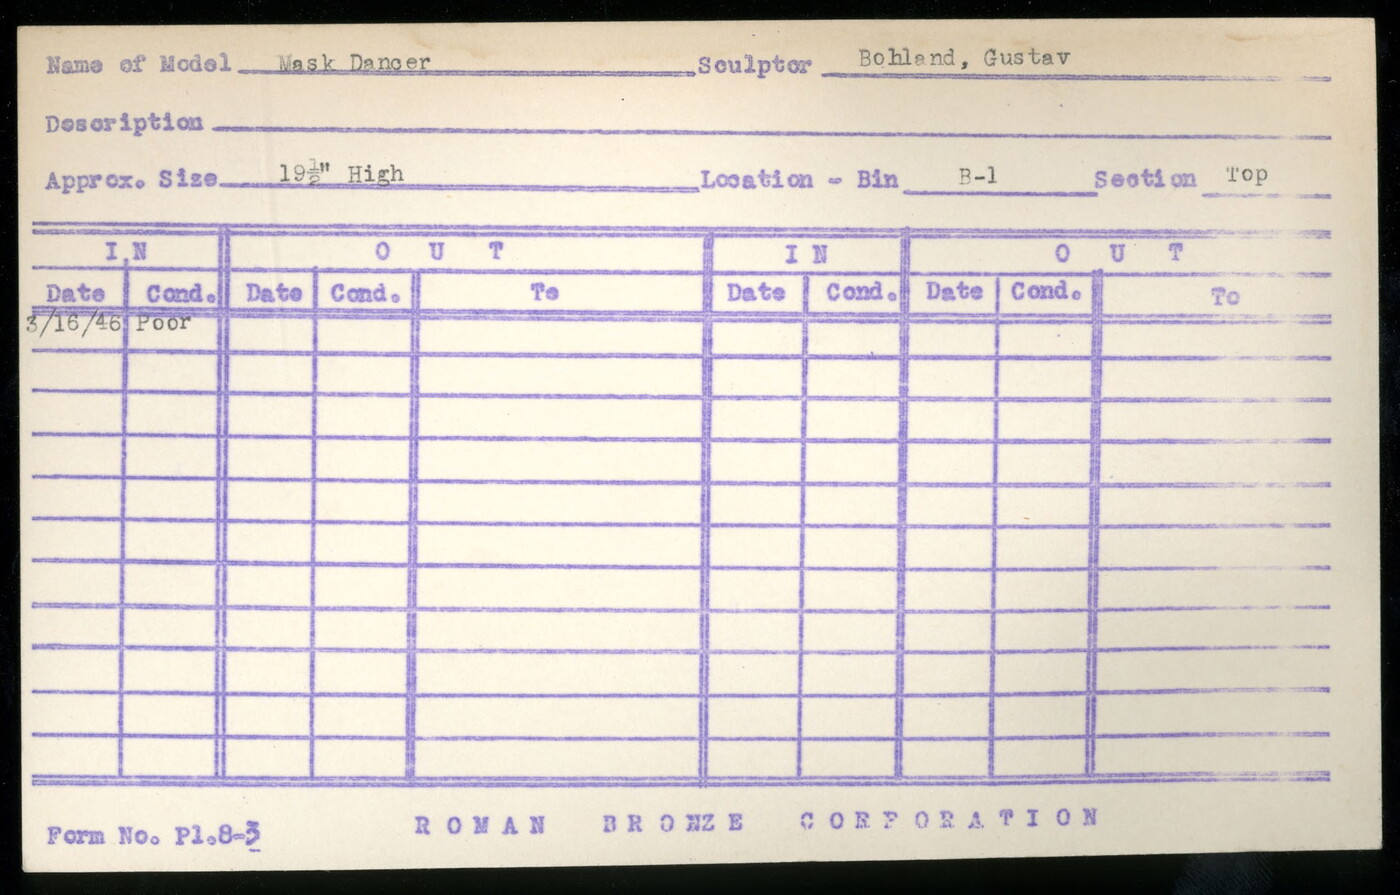 Name of Model Mask Dancer Sculptor Bohland, Gustav
Description
Approx. Size 19½" High Location - Bin B-1 Section Top
IN OUT IN OUT
Date Cond. Date Cond. To Date Cond. Date Cond. To
3/16/46 Poor
Form No. Pl.8-3 ROMAN BRONZE CORPORATION